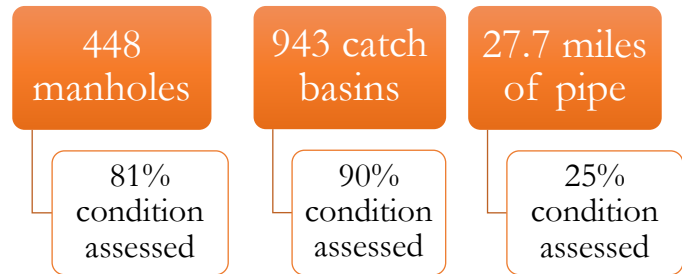 448
manholes
81%
condition
assessed
943 catch
basins
90%
condition
assessed
27.7 miles
of pipe
25%
condition
assessed